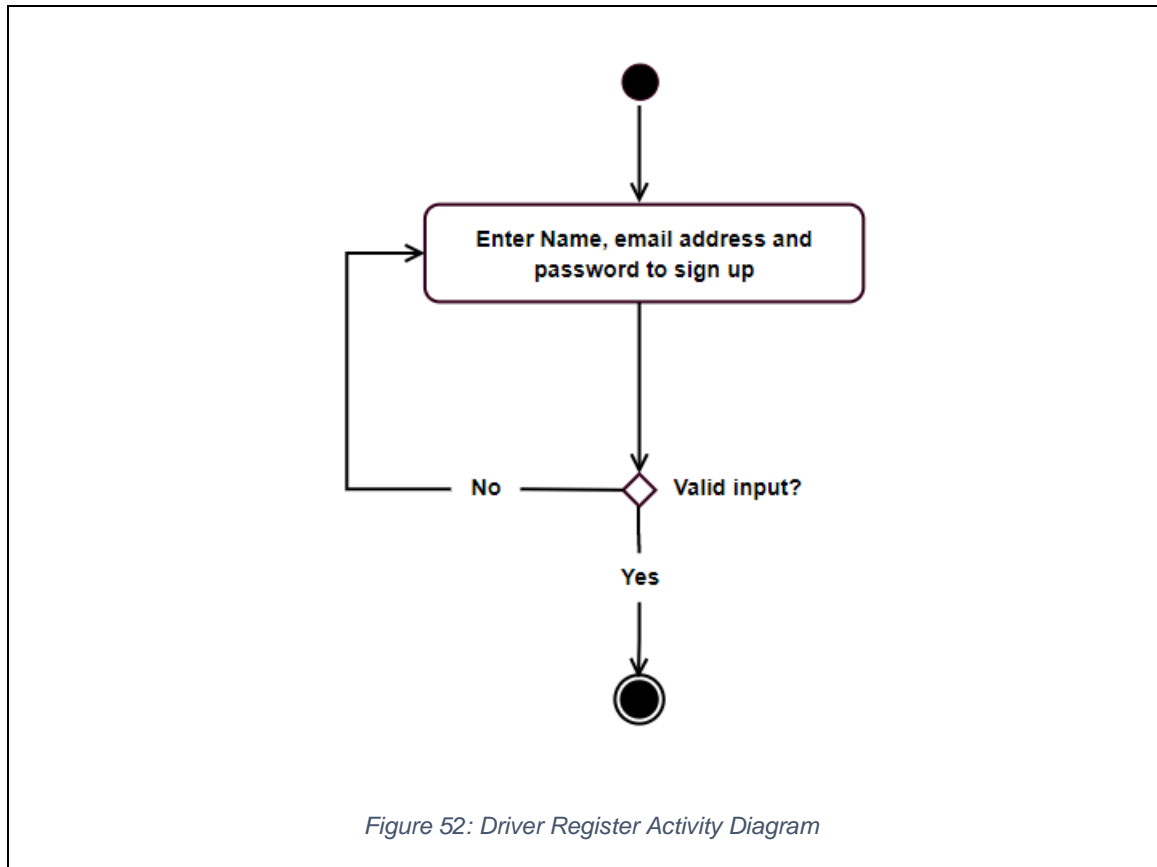 Enter Name, email address and
password to sign up
No
Valid input?
Yes
Figure 52: Driver Register Activity Diagram